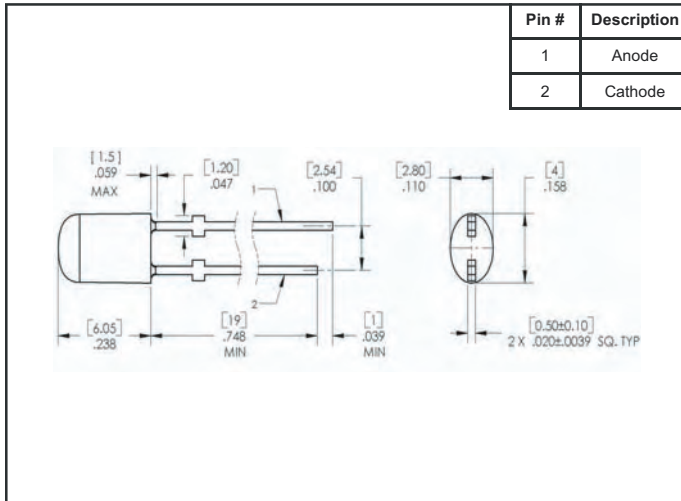 Pin # Description
1 Anode
2 Cathode
[1.5]
.059
MAX
[1.20]
.047
1
[2.54]
.100
[2.80]
.110
[4]
.158
2
[6.05]
.238
[19]
.748
MIN
[1]
.039
MIN
[0.50±0.10]
2 X .020±.0039 SQ. TYP